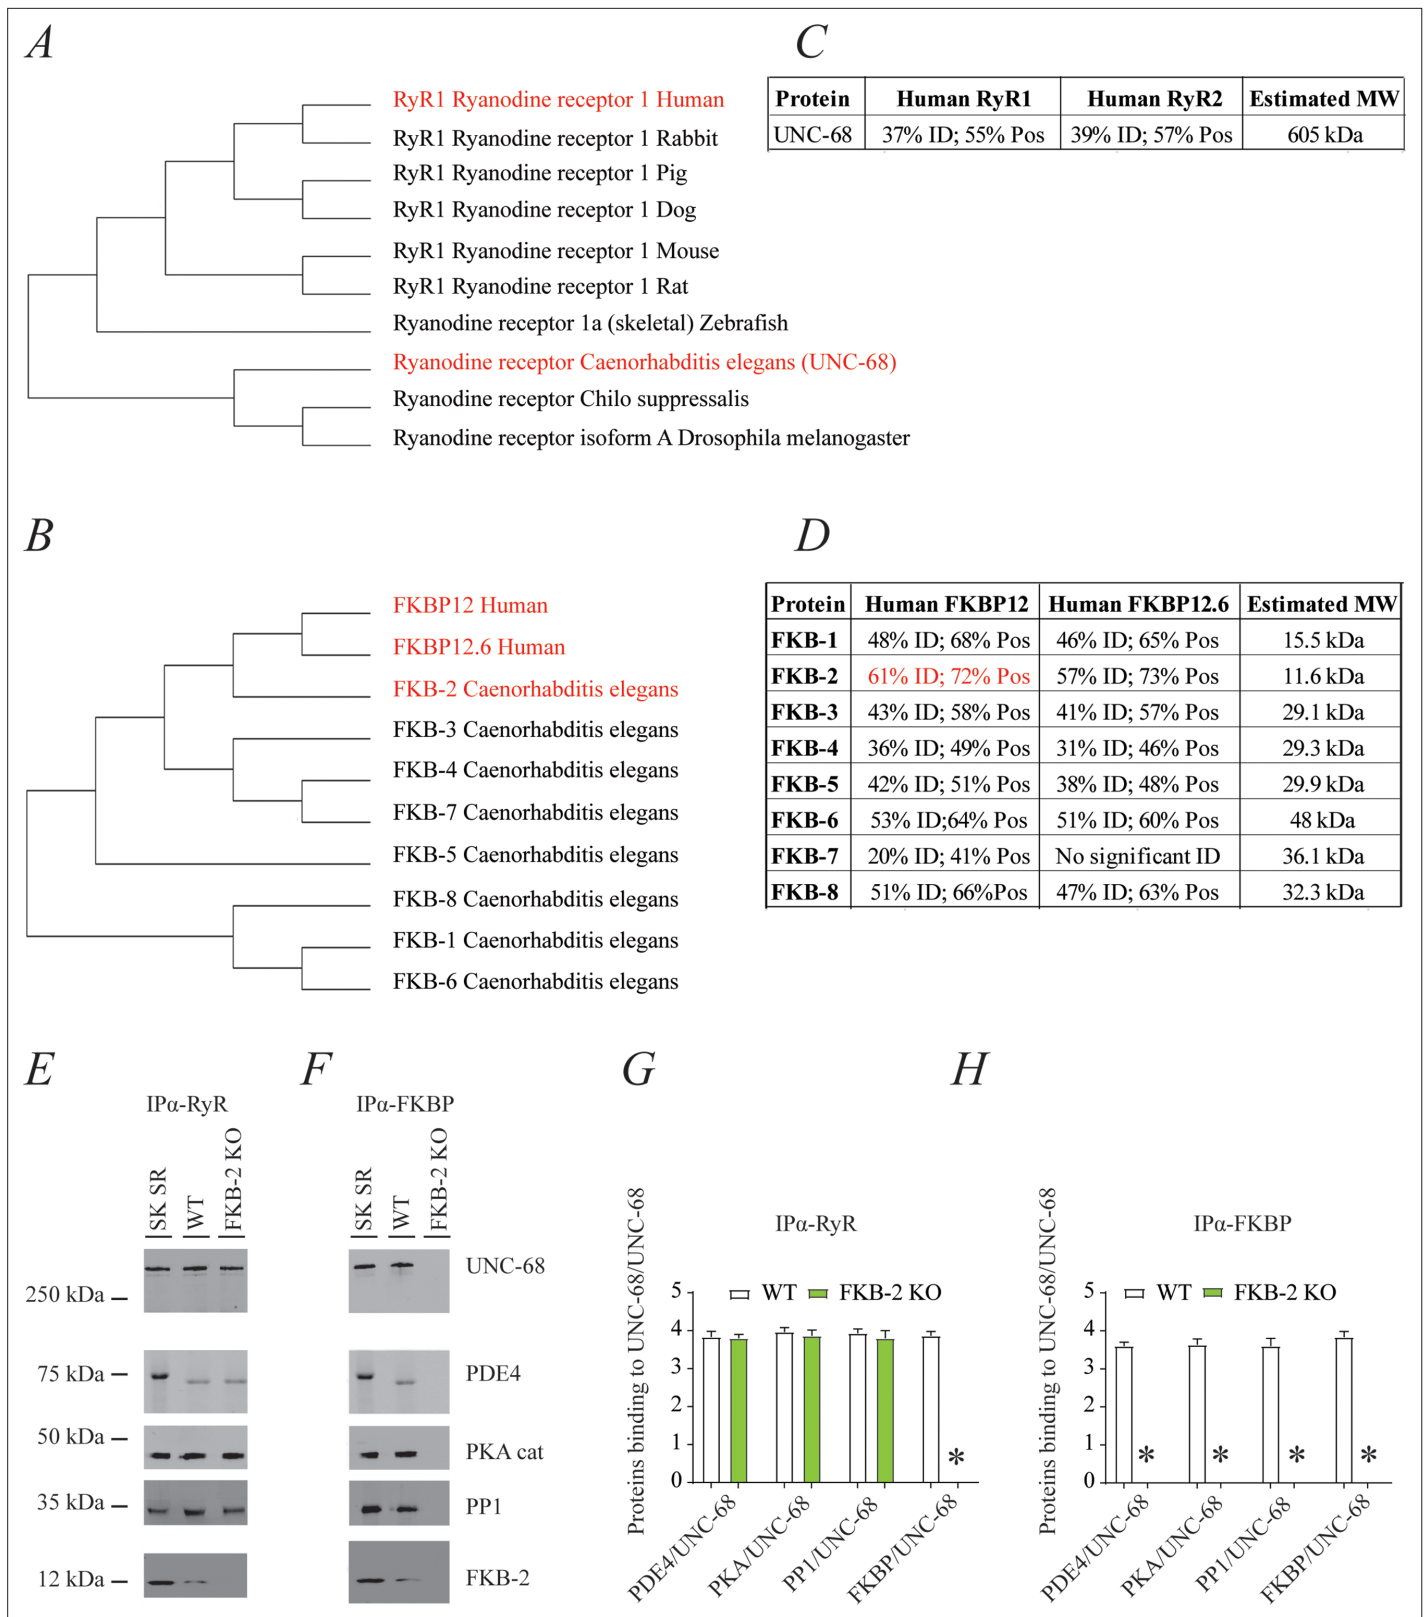 A
RyR1 Ryanodine receptor 1 Human
RyR1 Ryanodine receptor 1 Rabbit
RyR1 Ryanodine receptor 1 Pig
RyR1 Ryanodine receptor 1 Dog
RyR1 Ryanodine receptor 1 Mouse
RyR1 Ryanodine receptor 1 Rat
Ryanodine receptor 1a (skeletal) Zebrafish
Ryanodine receptor Caenorhabditis elegans (UNC-68)
Ryanodine receptor Chilo suppressalis
Ryanodine receptor isoform A Drosophila melanogaster
C
Protein Human RyR1 Human RyR2 Estimated MW
UNC-68 37% ID; 55% Pos 39% ID; 57% Pos 605 kDa
B
FKBP12 Human
FKBP12.6 Human
FKB-2 Caenorhabditis elegans
FKB-3 Caenorhabditis elegans
FKB-4 Caenorhabditis elegans
FKB-7 Caenorhabditis elegans
FKB-5 Caenorhabditis elegans
FKB-8 Caenorhabditis elegans
FKB-1 Caenorhabditis elegans
FKB-6 Caenorhabditis elegans
D
Protein Human FKBP12 Human FKBP12.6 Estimated MW
FKB-1 48% ID; 68% Pos 46% ID; 65% Pos 15.5 kDa
FKB-2 61% ID; 72% Pos 57% ID; 73% Pos 11.6 kDa
FKB-3 43% ID; 58% Pos 41% ID; 57% Pos 29.1 kDa
FKB-4 36% ID; 49% Pos 31% ID; 46% Pos 29.3 kDa
FKB-5 42% ID; 51% Pos 38% ID; 48% Pos 29.9 kDa
FKB-6 53% ID;64% Pos 51% ID; 60% Pos 48 kDa
FKB-7 20% ID; 41% Pos No significant ID 36.1 kDa
FKB-8 51% ID; 66%Pos 47% ID; 63% Pos 32.3 kDa
E
IPα-RyR
SK SR
WT
FKB-2 KO
250 kDa
75 kDa
50 kDa
35 kDa
12 kDa
F
IPα-FKBP
SK SR
WT
FKB-2 KO
UNC-68
PDE4
PKA cat
PP1
FKB-2
G
IPα-RyR
Proteins binding to UNC-68/UNC-68
WT FKB-2 KO
5
4
3
2
1
0
*
PDE4/UNC-68
PKA/UNC-68
PP1/UNC-68
FKBP/UNC-68
H
IPα-FKBP
Proteins binding to UNC-68/UNC-68
WT FKB-2 KO
5
4
3
2
1
0
* * * *
PDE4/UNC-68
PKA/UNC-68
PP1/UNC-68
FKBP/UNC-68